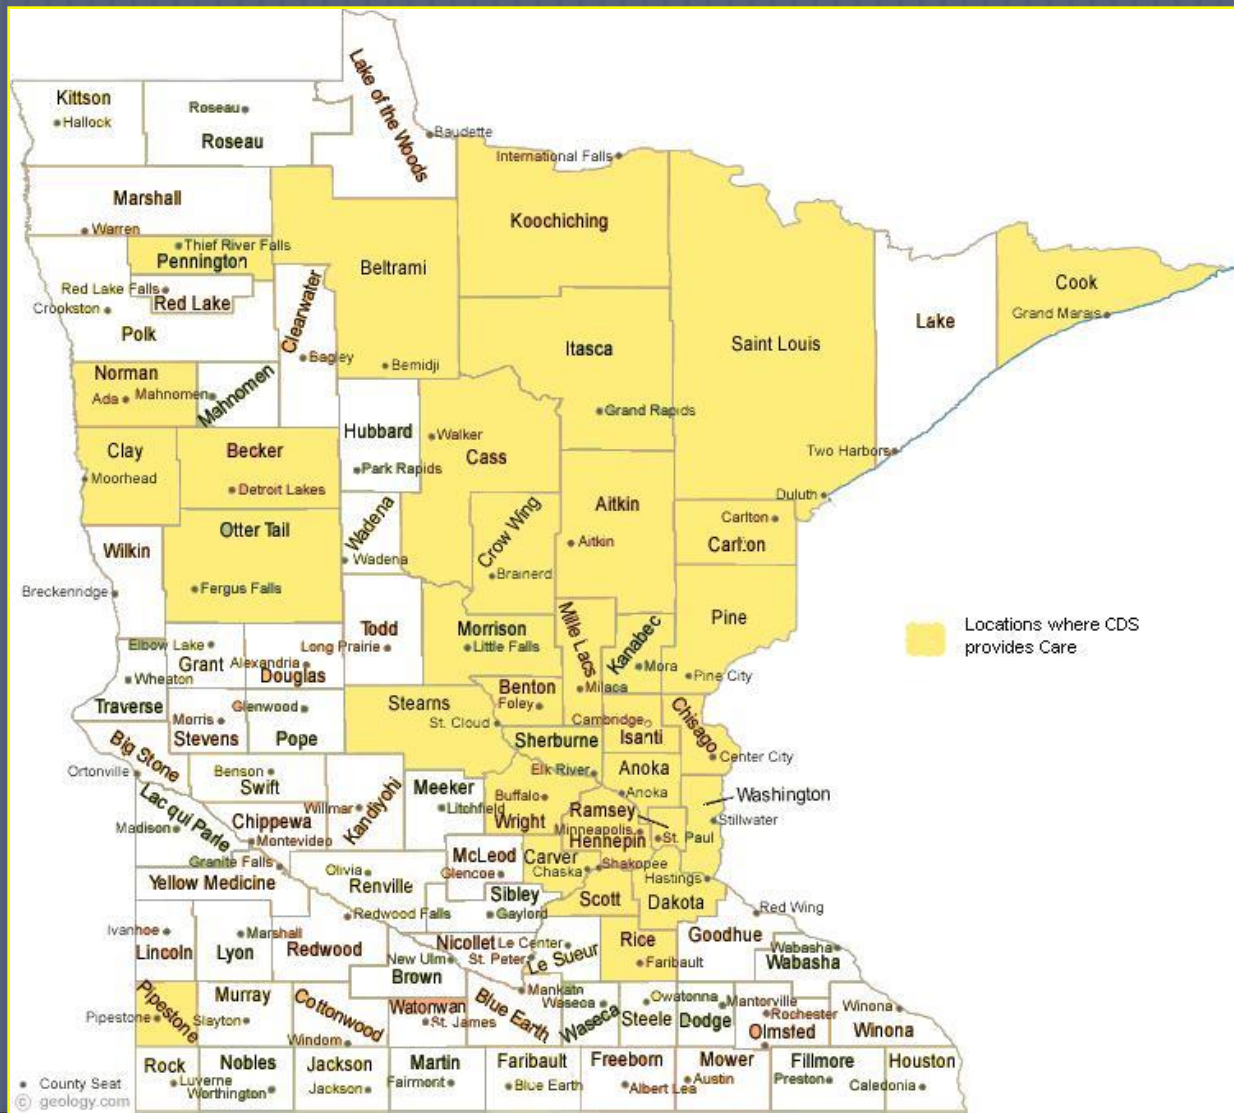 Kittson
Hallock
Roseau
Roseau
Lake of the Woods
Baudette
International Falls
Koochiching
Marshall
Warren
Thief River Falls
Pennington
Beltrami
Bemidji
Red Lake Falls
Red Lake
Crookston
Polk
Clearwater
Bagley
Cook
Grand Marais
Lake
Two Harbors
Saint Louis
Duluth
Itasca
Grand Rapids
Norman
Ada
Mahnomen
Mahnomen
Hubbard
Park Rapids
Walker
Cass
Clay
Moorhead
Becker
Detroit Lakes
Aitkin
Aitkin
Crow Wing
Brainerd
Carlton
Carlton
Wadena
Wadena
Otter Tail
Fergus Falls
Wilkin
Breckenridge
Pine
Pine City
Locations where CDS
provides Care
Todd
Long Prairie
Morrison
Little Falls
Mille Lacs
Milaca
Kanabec
Mora
Elbow Lake
Grant
Alexandria
Douglas
Wheaton
Traverse
Stearns
St. Cloud
Benton
Foley
Cambridge
Isanti
Chisago
Center City
Morris
Stevens
Glenwood
Pope
Sherburne
Elk River
Anoka
Anoka
Big Stone
Ortonville
Benson
Swift
Kandiyohi
Willmar
Meeker
Litchfield
Buffalo
Wright
Ramsey
Minneapolis
Hennepin
St. Paul
Washington
Stillwater
Lac qui Parle
Madison
Chippewa
Montevideo
Granite Falls
Yellow Medicine
Olivia
Renville
McLeod
Glencoe
Carver
Chaska
Shakopee
Scott
Hastings
Dakota
Sibley
Gaylord
Redwood Falls
Red Wing
Goodhue
Ivanhoe
Lincoln
Marshall
Lyon
Redwood
Nicollet
St. Peter
Le Center
Le Sueur
New Ulm
Brown
Rice
Faribault
Wabasha
Wabasha
Pipestone
Pipestone
Murray
Slayton
Cottonwood
Windom
Watonwan
St. James
Mankatn
Blue Earth
Waseca
Waseca
Owatonna
Steele
Mantorville
Dodge
Rochester
Olmsted
Winona
Winona
Rock
Luverne
Nobles
Worthington
Jackson
Jackson
Martin
Fairmont
Faribault
Blue Earth
Freeborn
Albert Lea
Mower
Austin
Fillmore
Preston
Houston
Caledonia
County Seat
© geology.com